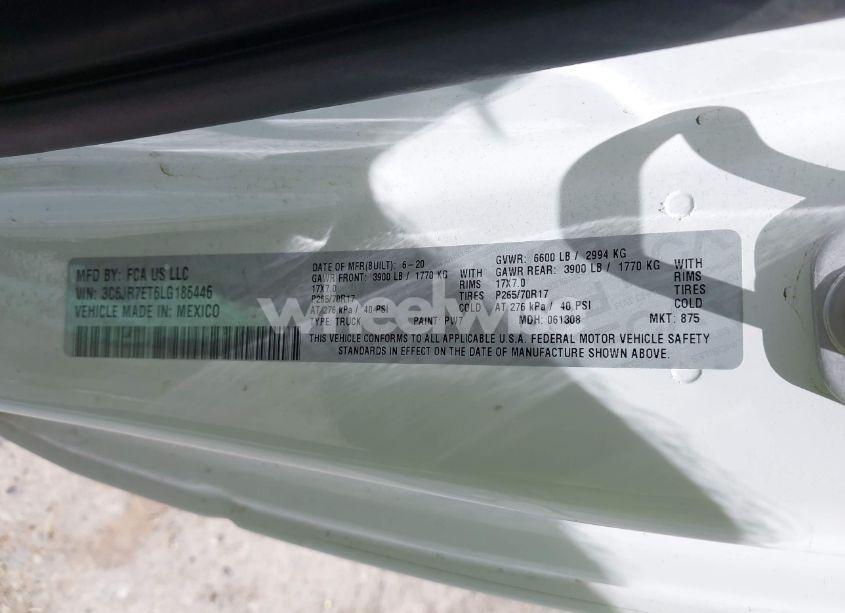 MFD BY: FCA US LLC
VIN: 3C6JR7ET6LG186446
VEHICLE MADE IN: MEXICO
DATE OF MFR(BUILT): 6-20
GAWR FRONT: 3900 LB / 1770 KG WITH
17X7.0 RIMS
P265/70R17 TIRES
AT 276 kPa / 40 PSI COLD
TYPE: TRUCK PAINT: PW7
GVWR: 6600 LB / 2994 KG
GAWR REAR: 3900 LB / 1770 KG WITH
17X7.0 RIMS
P265/70R17 TIRES
AT 276 kPa / 40 PSI COLD
MDH: 061308 MKT: 875
THIS VEHICLE CONFORMS TO ALL APPLICABLE U.S.A. FEDERAL MOTOR VEHICLE SAFETY
STANDARDS IN EFFECT ON THE DATE OF MANUFACTURE SHOWN ABOVE.